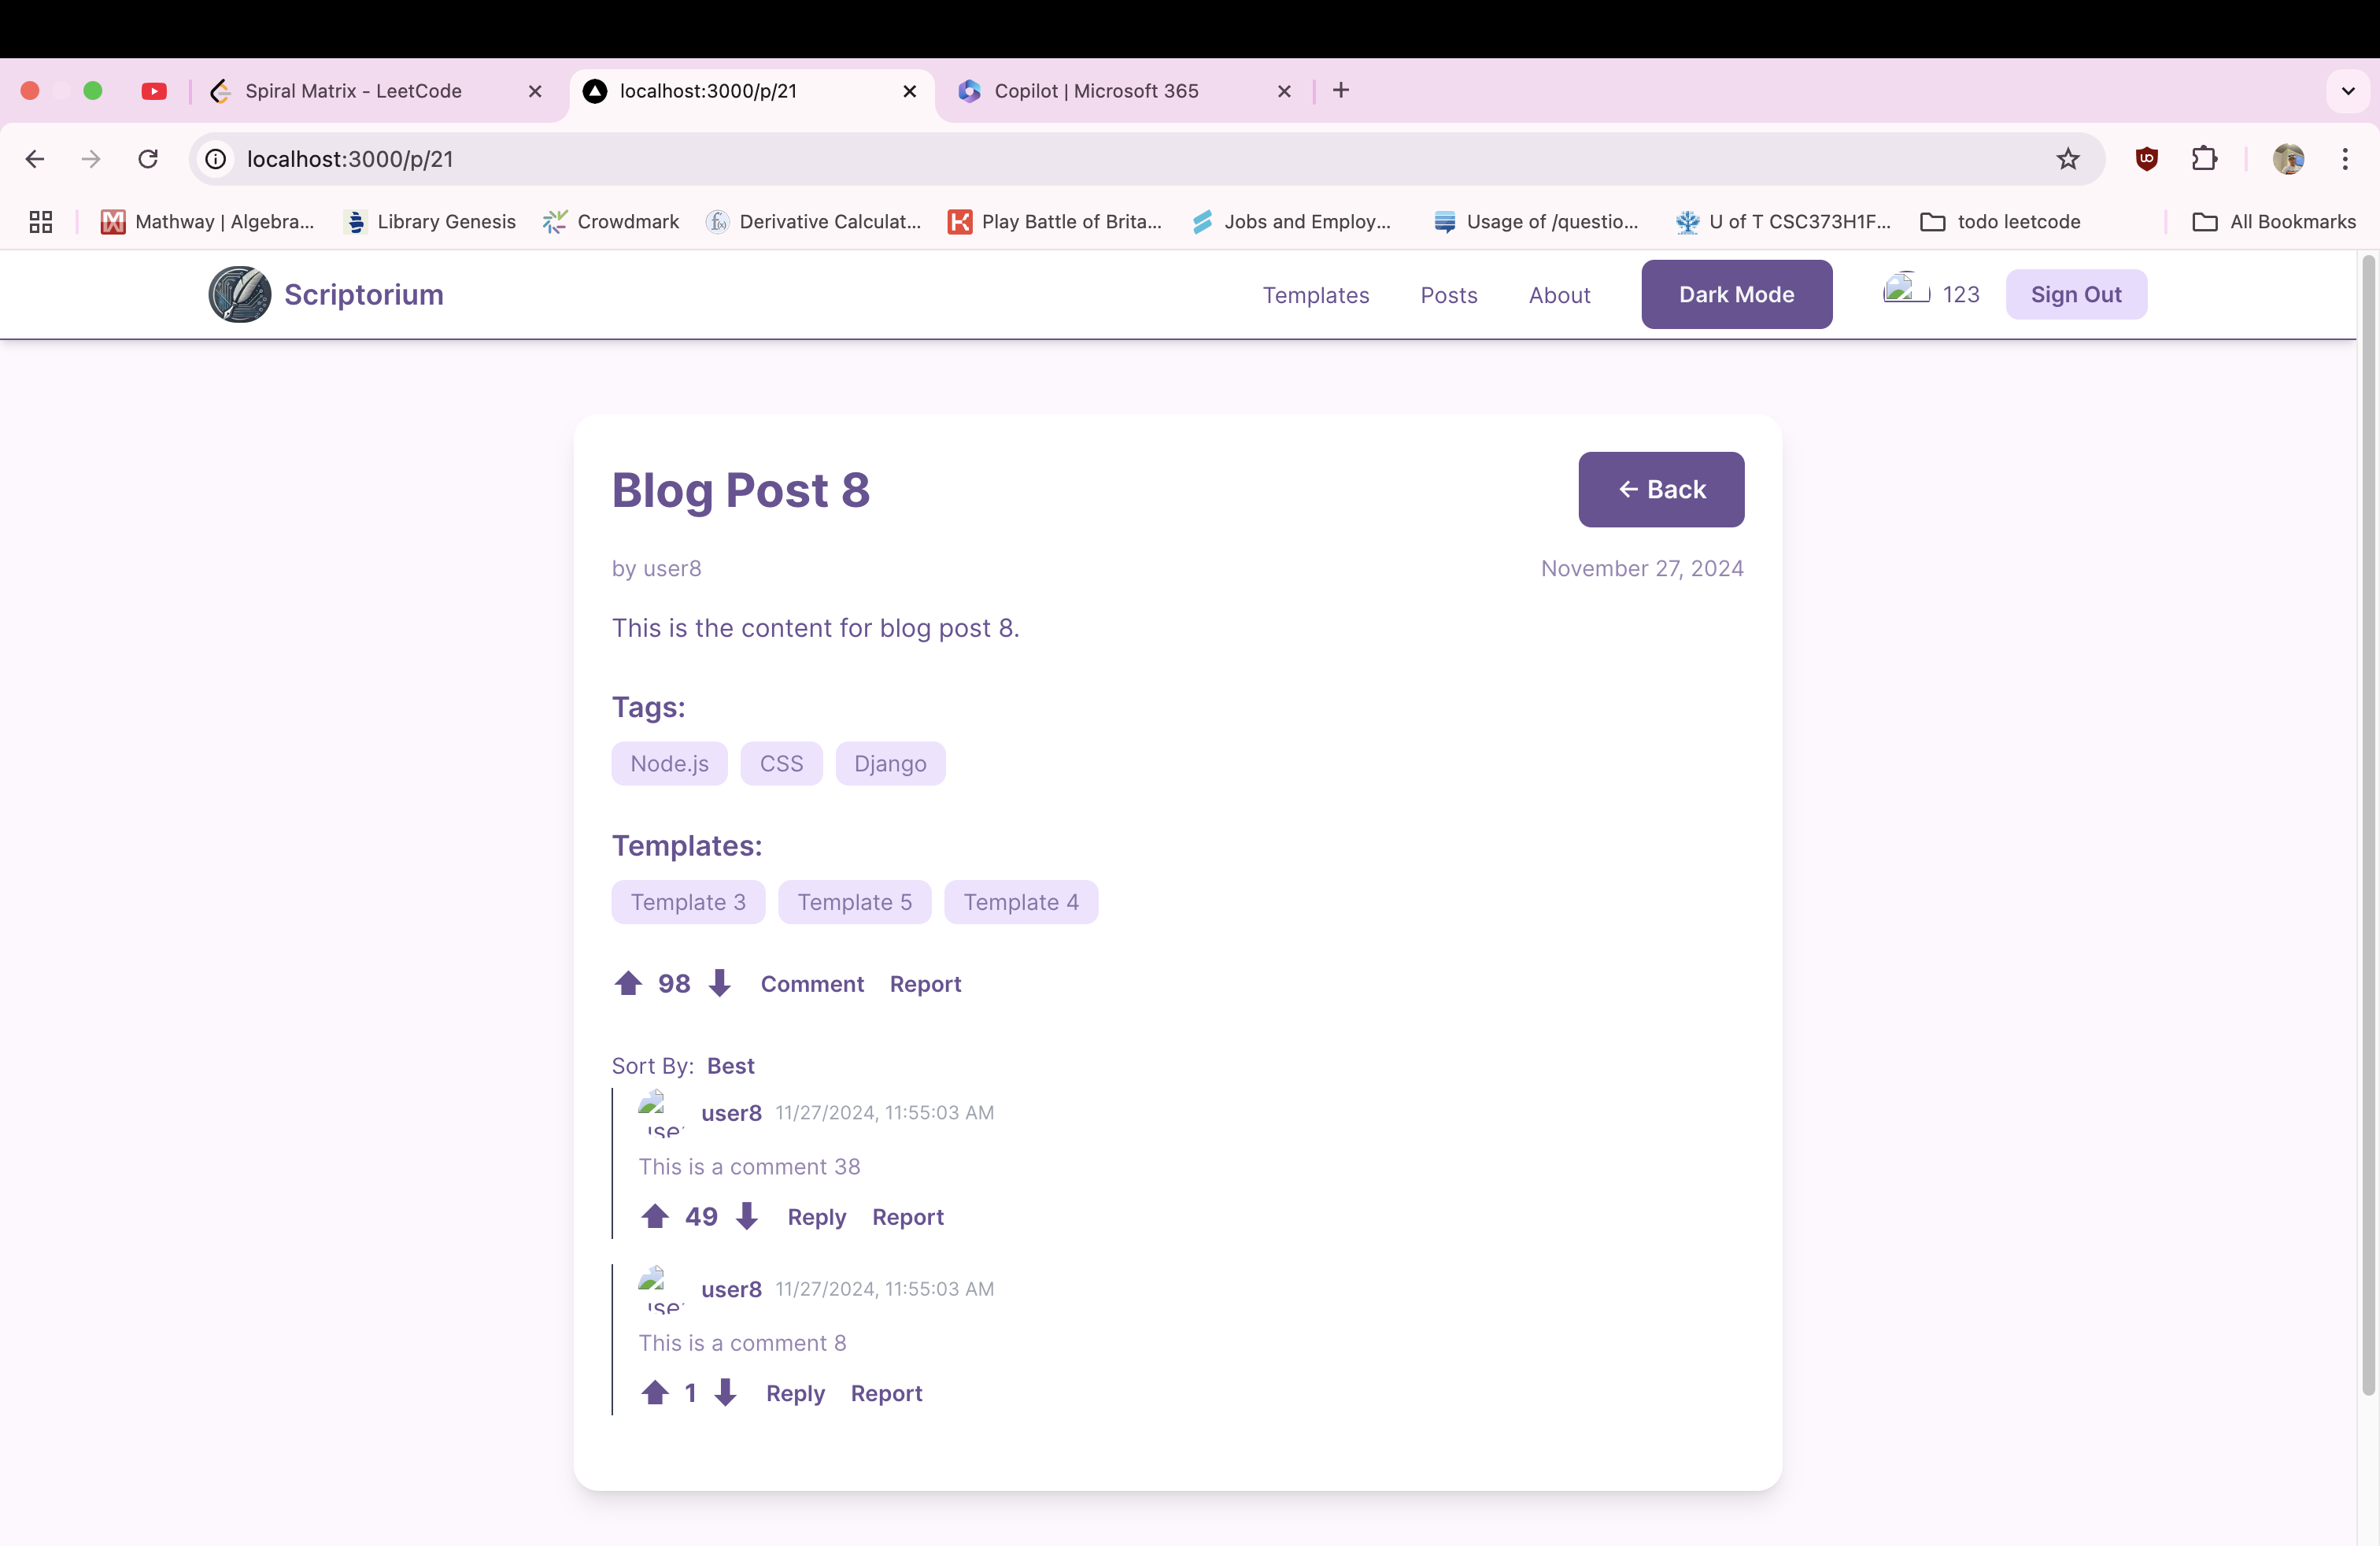 Spiral Matrix - LeetCode
localhost:3000/p/21
Copilot | Microsoft 365
localhost:3000/p/21
Mathway | Algebra...
Library Genesis
Crowdmark
Derivative Calculat...
Play Battle of Brita...
Jobs and Employ...
Usage of /questio...
U of T CSC373H1F...
todo leetcode
All Bookmarks
Scriptorium
Templates
Posts
About
Dark Mode
123
Sign Out
Blog Post 8
← Back
by user8
November 27, 2024
This is the content for blog post 8.
Tags:
Node.js
CSS
Django
Templates:
Template 3
Template 5
Template 4
98
Comment
Report
Sort By: Best
user8 11/27/2024, 11:55:03 AM
This is a comment 38
49
Reply
Report
user8 11/27/2024, 11:55:03 AM
This is a comment 8
1
Reply
Report